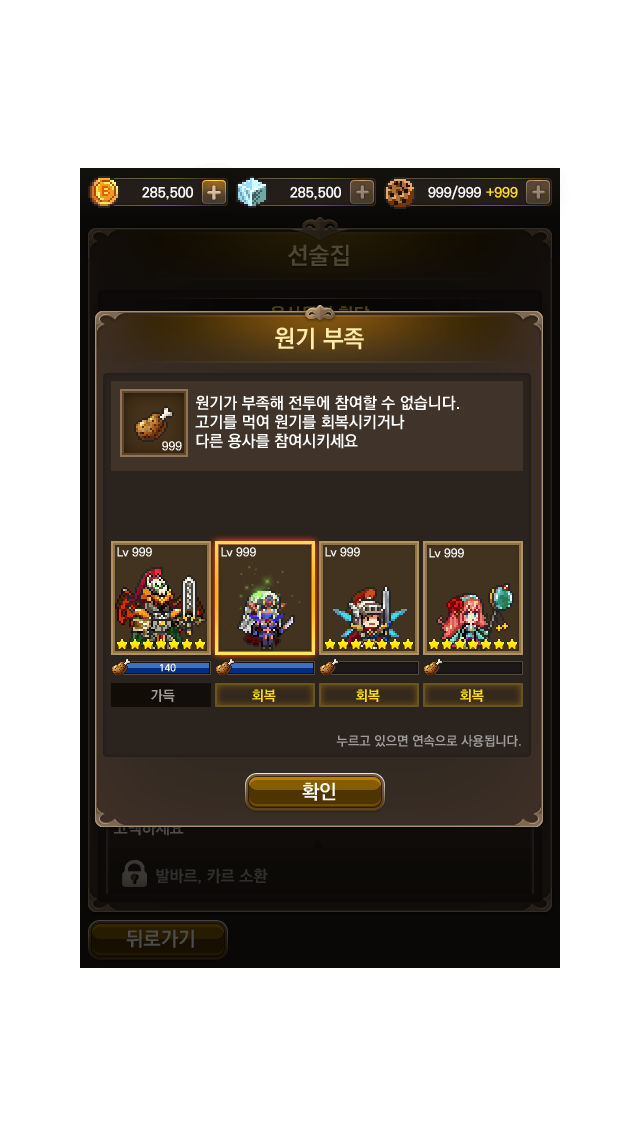 285,500
285,500
999/999 +999
선술집
원기 부족
999
원기가 부족해 전투에 참여할 수 없습니다.
고기를 먹여 원기를 회복시키거나
다른 용사를 참여시키세요
Lv 999
Lv 999
Lv 999
Lv 999
140
가득
회복
회복
회복
누르고 있으면 연속으로 사용됩니다.
확인
발바르, 카르 소환
뒤로가기